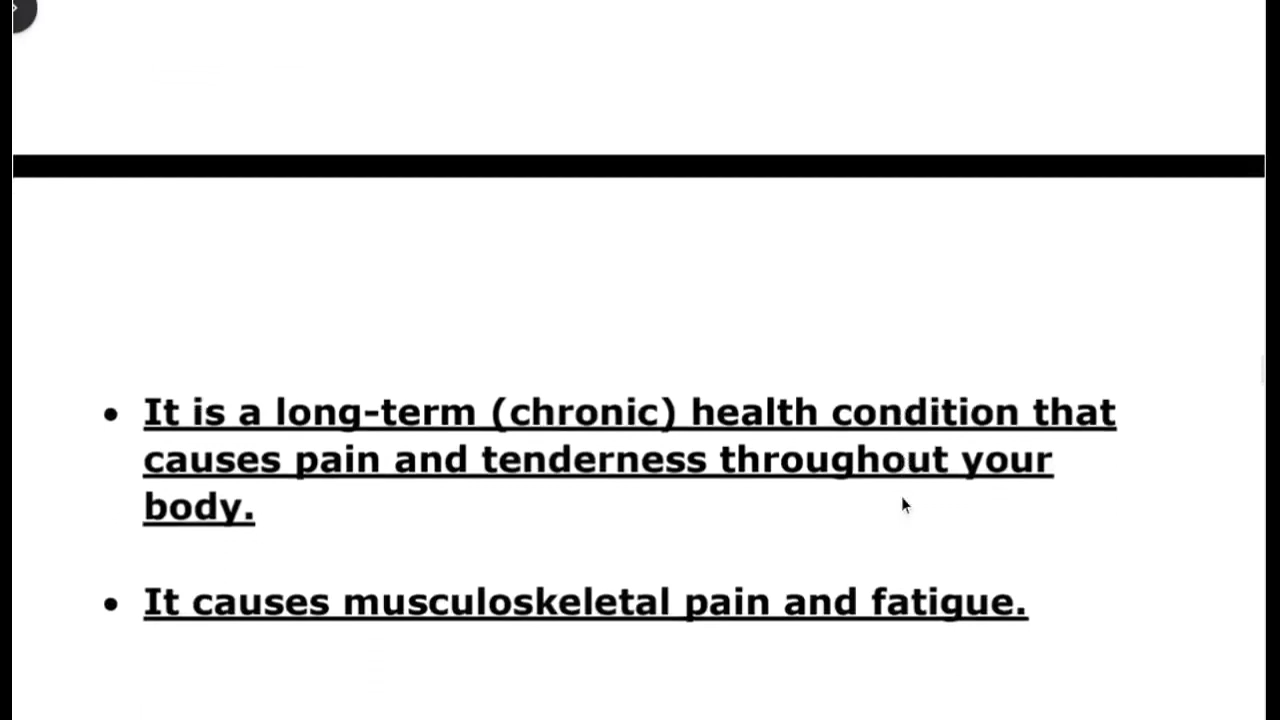 • It is a long-term (chronic) health condition that
causes pain and tenderness throughout your
body.
• It causes musculoskeletal pain and fatigue.